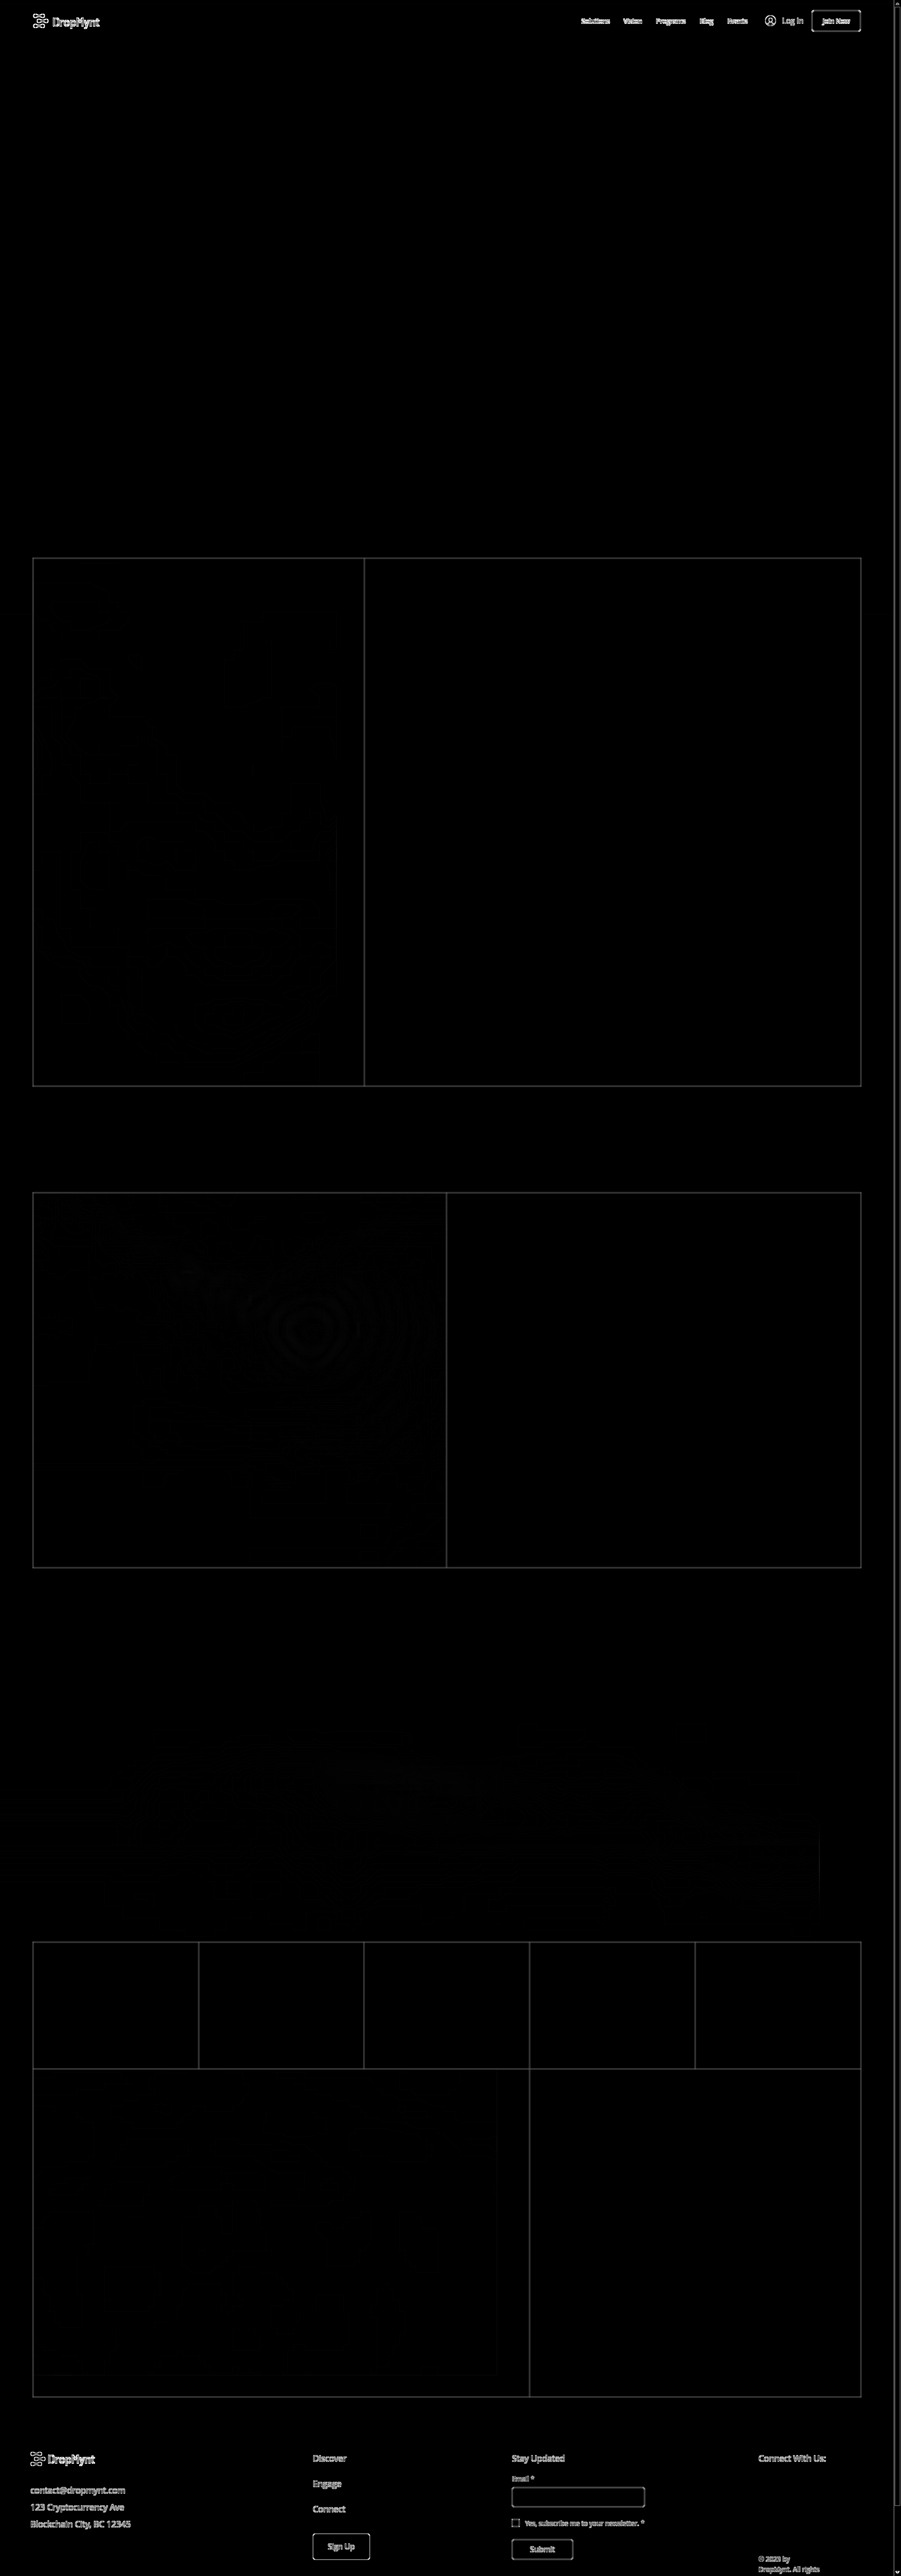 DropMynt
Solutions Vision Programs Blog Events Log In Join Now
DropMynt
contact@dropmynt.com
123 Cryptocurrency Ave
Blockchain City, BC 12345
Discover
Engage
Connect
Sign Up
Stay Updated
Email *
Yes, subscribe me to your newsletter. *
Submit
Connect With Us:
© 2023 by
DropMynt. All rights